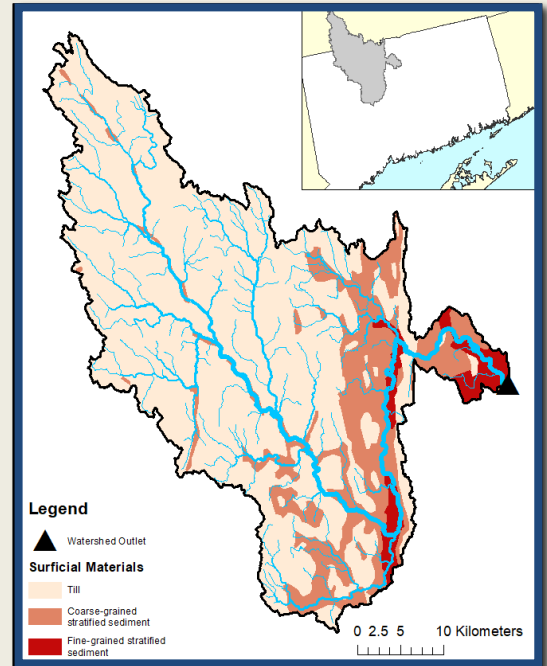 Legend
Watershed Outlet
Surficial Materials
Till
Coarse-grained
stratified sediment
Fine-grained stratified
sediment
0 2.5 5 10 Kilometers